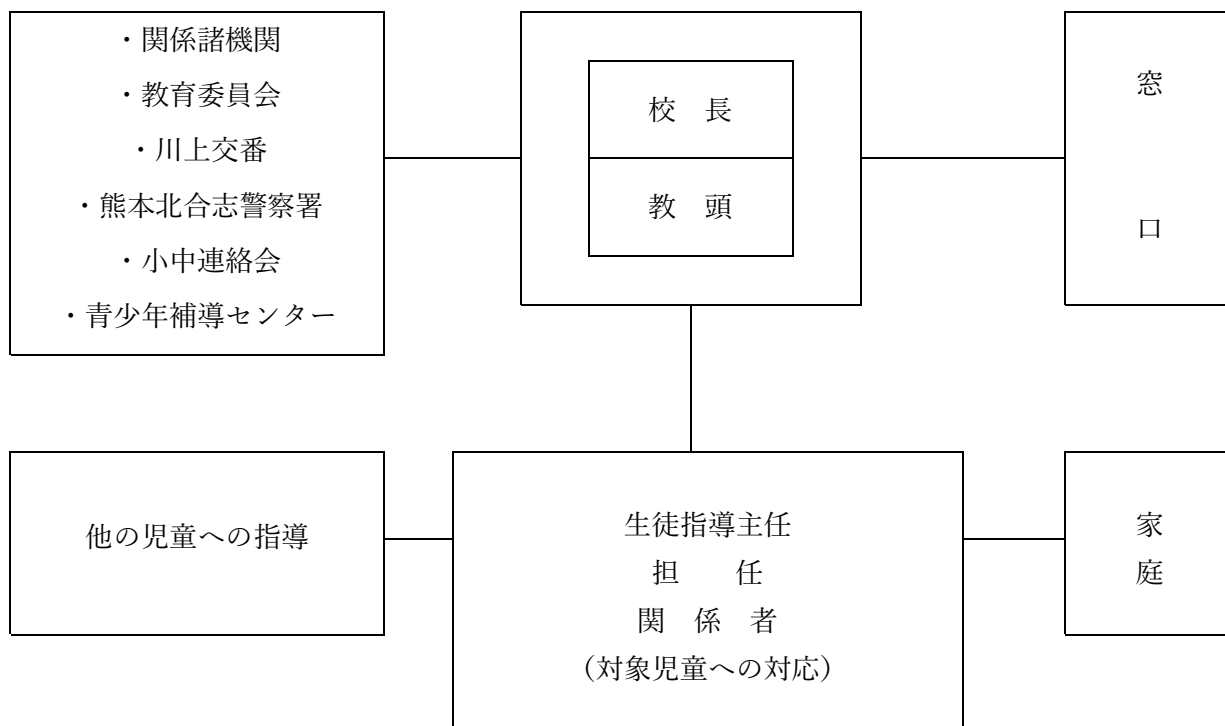 ・関係諸機関
・教育委員会
・川上交番
・熊本北合志警察署
・小中連絡会
・青少年補導センター
校　長
教　頭
窓
口
他の児童への指導
生徒指導主任
担　　任
関　係　者
（対象児童への対応）
家
庭